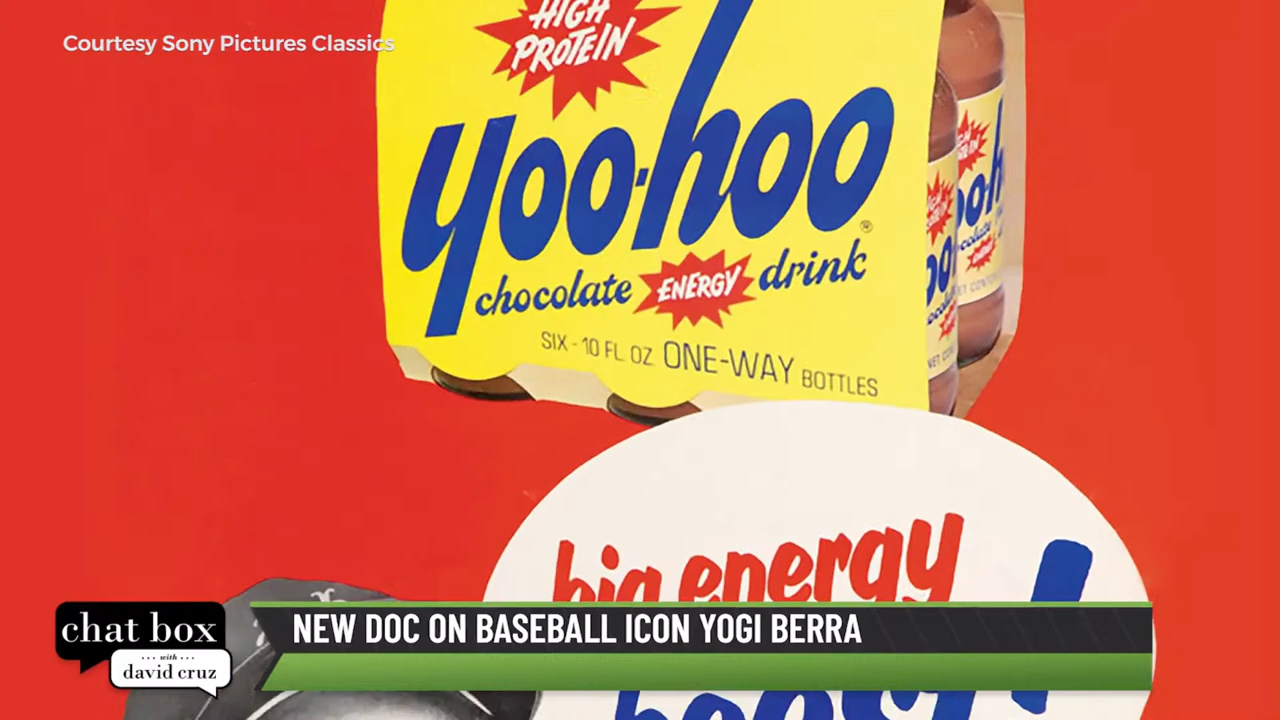 Courtesy Sony Pictures Classics
HIGH
PROTEIN
yoo-hoo
®
chocolate ENERGY drink
SIX - 10 FL. OZ. ONE-WAY BOTTLES
big energy
boost!
NEW DOC ON BASEBALL ICON YOGI BERRA
chat box
with
david cruz